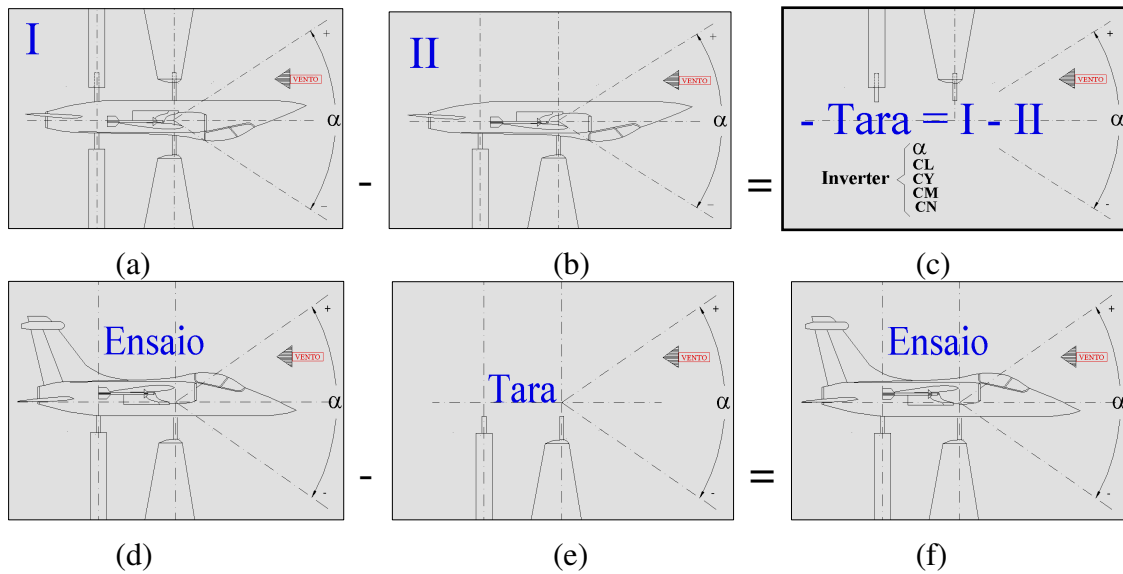 I
+
VENTO
α
_
-
II
+
VENTO
α
_
=
+
VENTO
α
- Tara = I - II
Inverter
α
CL
CY
CM
CN
-
(a)
(b)
(c)
Ensaio
+
VENTO
α
-
-
Tara
+
VENTO
α
-
=
Ensaio
+
VENTO
α
-
(d)
(e)
(f)